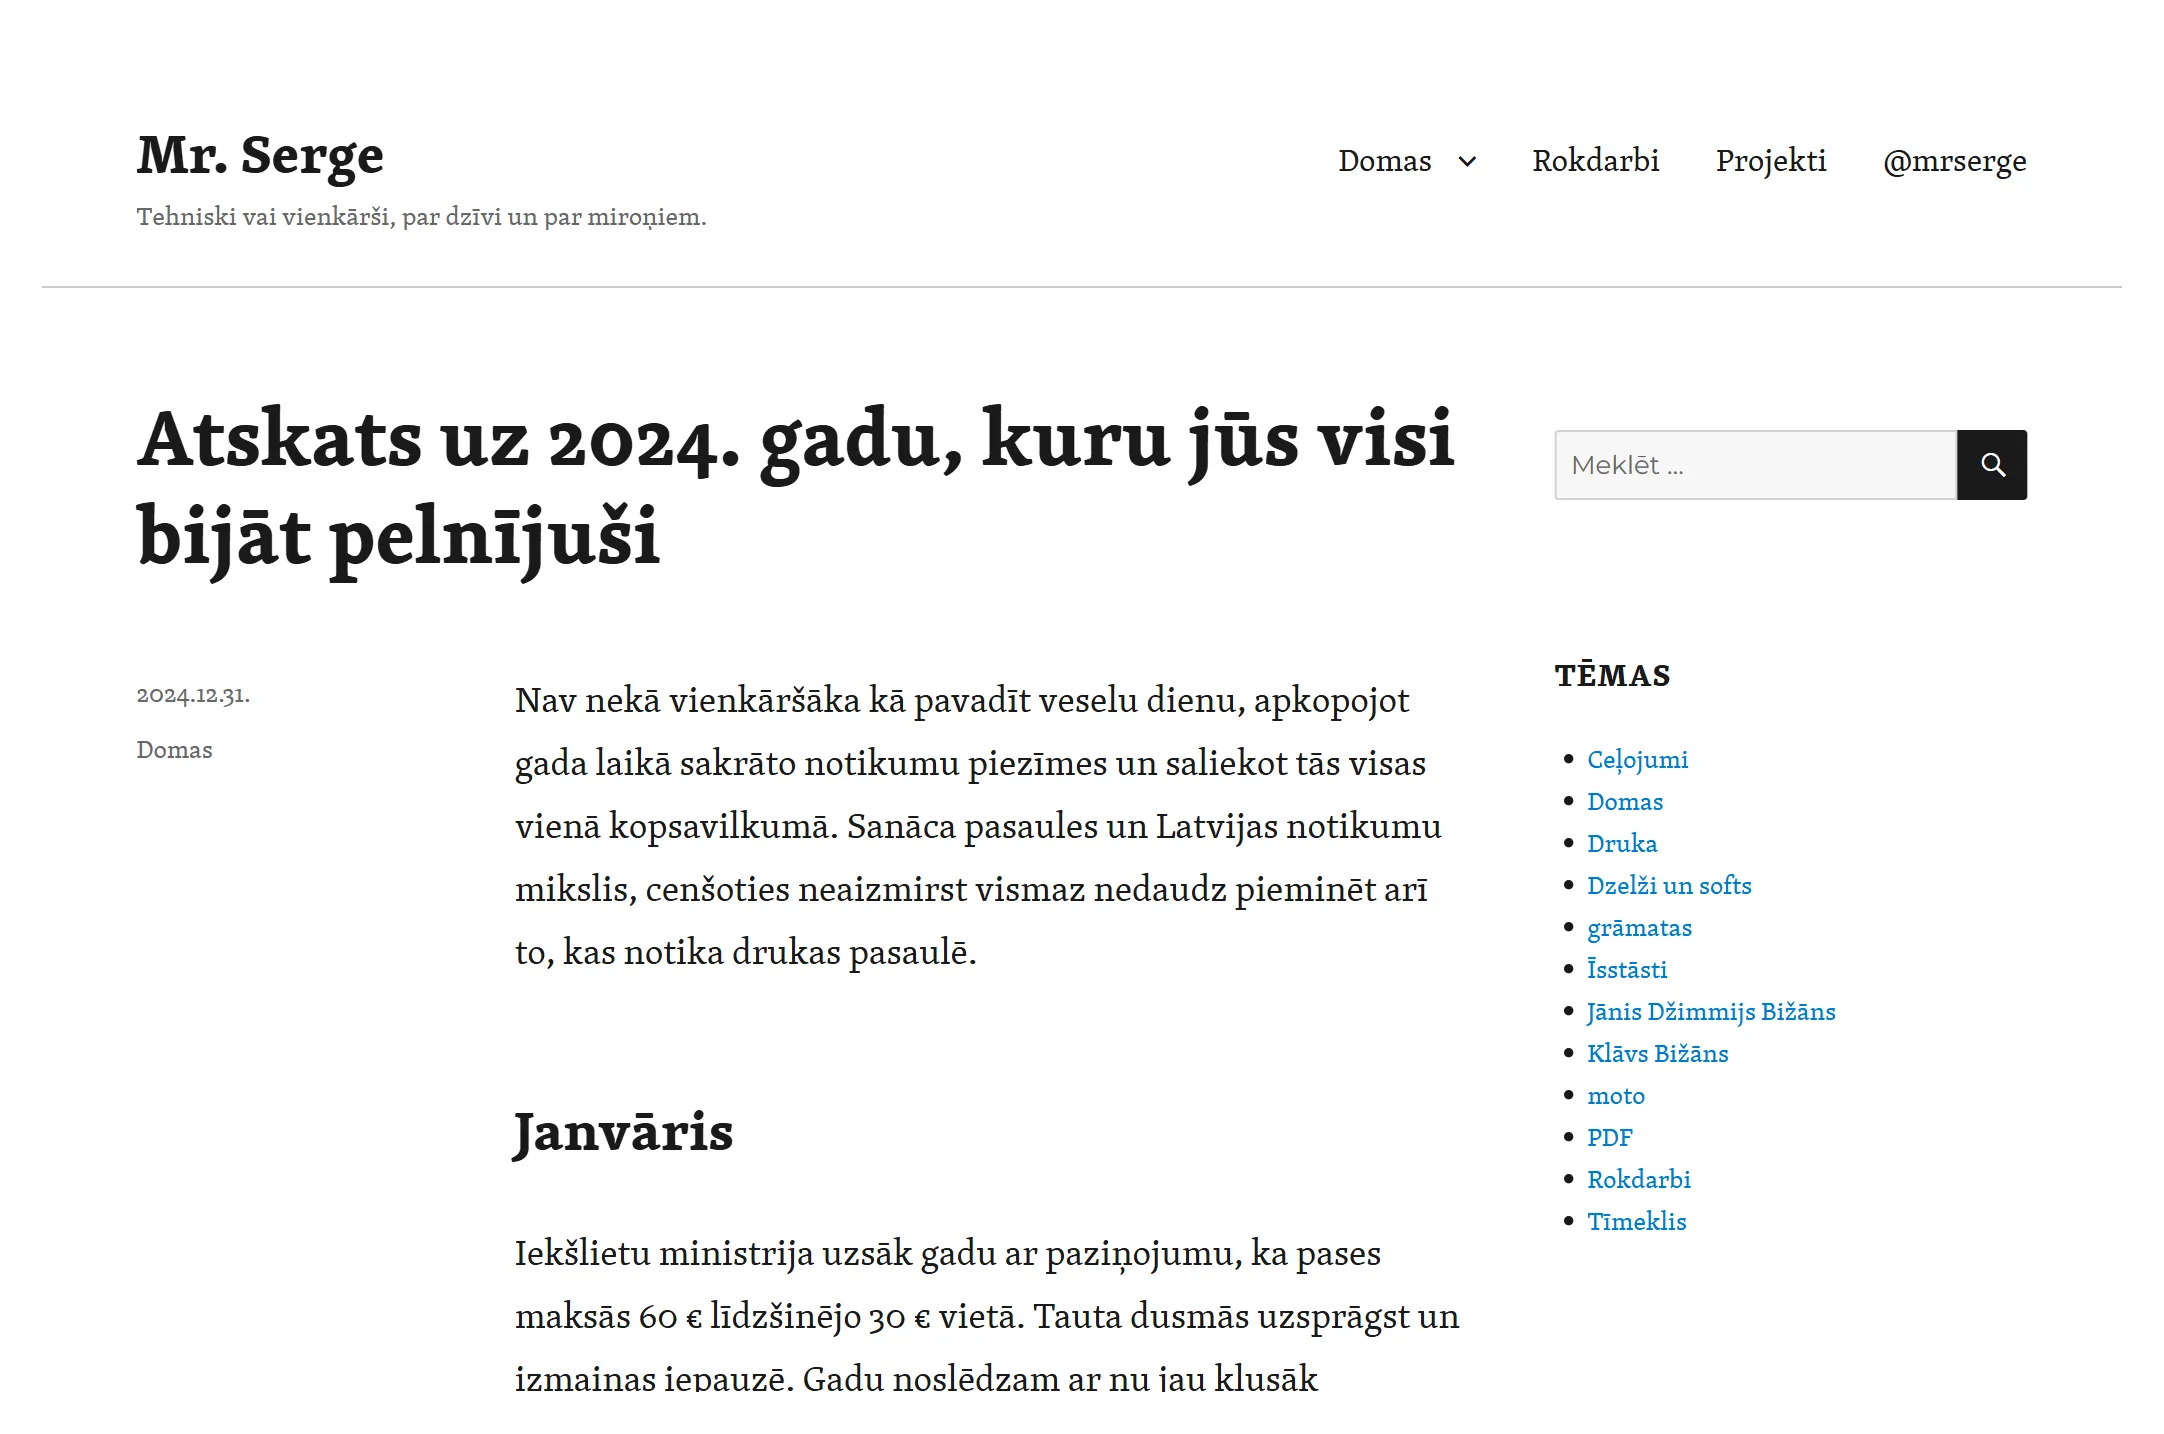 Mr. Serge
Tehniski vai vienkārši, par dzīvi un par miroņiem.
Domas
Rokdarbi
Projekti
@mrserge
Atskats uz 2024. gadu, kuru jūs visi
bijāt pelnījuši
2024.12.31.
Domas
Nav nekā vienkāršāka kā pavadīt veselu dienu, apkopojot
gada laikā sakrāto notikumu piezīmes un saliekot tās visas
vienā kopsavilkumā. Sanāca pasaules un Latvijas notikumu
mikslis, cenšoties neaizmirst vismaz nedaudz pieminēt arī
to, kas notika drukas pasaulē.
Janvāris
Iekšlietu ministrija uzsāk gadu ar paziņojumu, ka pases
maksās 60 € līdzšinējo 30 € vietā. Tauta dusmās uzsprāgst un
izmaiņas iepauzē. Gadu noslēdzam ar nu jau klusāk
Meklēt ...
TĒMAS
Ceļojumi
Domas
Druka
Dzelži un softs
grāmatas
Īsstāsti
Jānis Džimmijs Bižāns
Klāvs Bižāns
moto
PDF
Rokdarbi
Tīmeklis